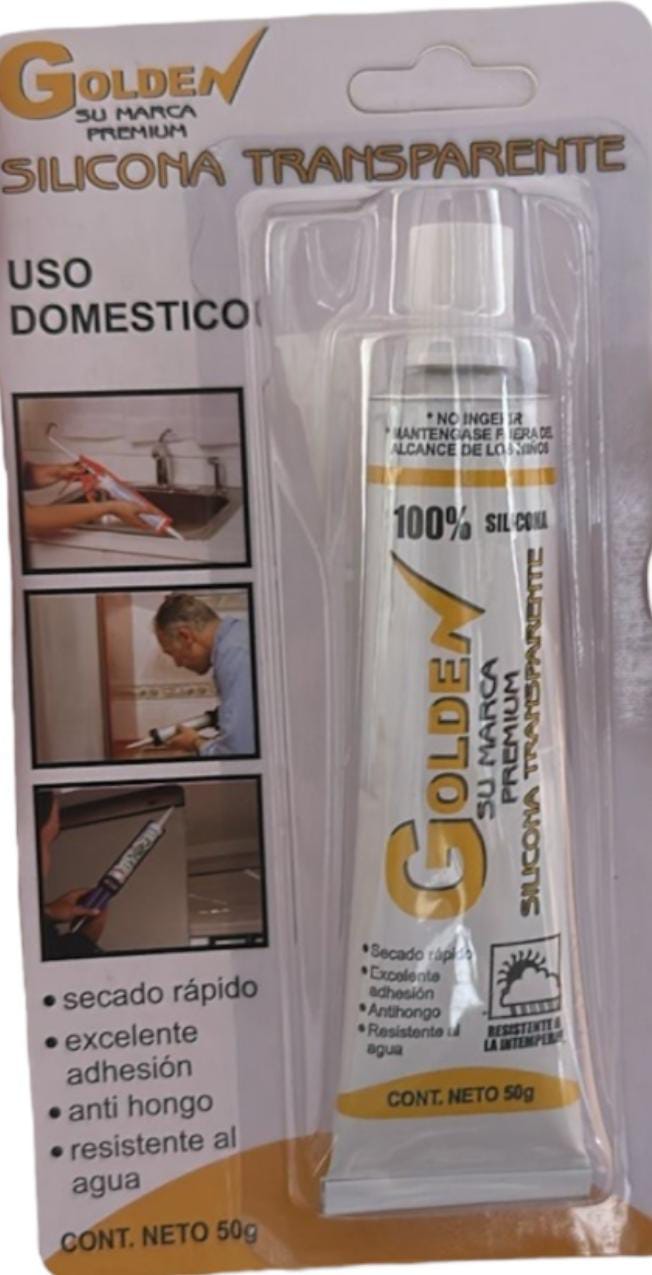 GOLDEN
SU MARCA
PREMIUM
SILICONA TRANSPARENTE
USO
DOMESTICO
* NO INGERIR
* MANTENGASE FUERA DEL
ALCANCE DE LOS NIÑOS
100% SILICONA
GOLDEN
SU MARCA
PREMIUM
SILICONA TRANSPARENTE
* Secado rápido
* Excelente
adhesión
* Antihongo
* Resistente al
agua
RESISTENTE A
LA INTEMPERIE
CONT. NETO 50g
• secado rápido
• excelente
adhesión
• anti hongo
• resistente al
agua
CONT. NETO 50g